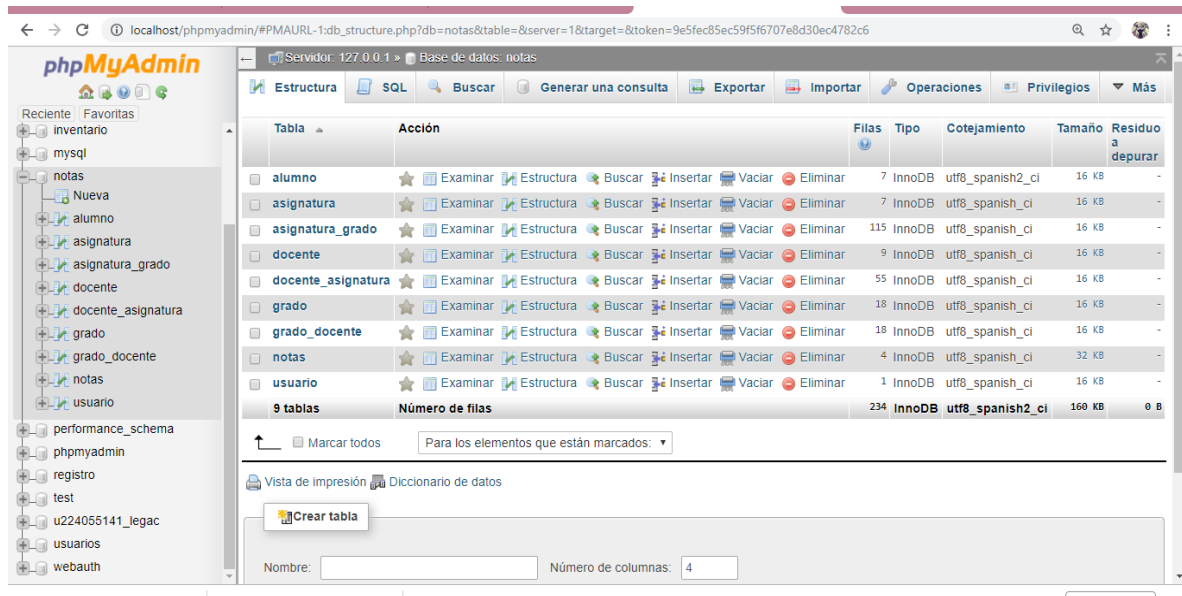 localhost/phpmyadmin/#PMAURL-1:db_structure.php?db=notas&table=&server=1&target=&token=9e5fec85ec59f5f6707e8d30ec4782c6
phpMyAdmin
Reciente Favoritas
inventario
mysql
notas
Nueva
alumno
asignatura
asignatura_grado
docente
docente_asignatura
grado
grado_docente
notas
usuario
performance_schema
phpmyadmin
registro
test
u224055141_legac
usuarios
webauth
Servidor: 127.0.0.1 » Base de datos: notas
Estructura SQL Buscar Generar una consulta Exportar Importar Operaciones Privilegios Más
Tabla Acción Filas Tipo Cotejamiento Tamaño Residuo a depurar
alumno Examinar Estructura Buscar Insertar Vaciar Eliminar 7 InnoDB utf8_spanish2_ci 16 KB -
asignatura Examinar Estructura Buscar Insertar Vaciar Eliminar 7 InnoDB utf8_spanish_ci 16 KB -
asignatura_grado Examinar Estructura Buscar Insertar Vaciar Eliminar 115 InnoDB utf8_spanish_ci 16 KB -
docente Examinar Estructura Buscar Insertar Vaciar Eliminar 9 InnoDB utf8_spanish_ci 16 KB -
docente_asignatura Examinar Estructura Buscar Insertar Vaciar Eliminar 55 InnoDB utf8_spanish_ci 16 KB -
grado Examinar Estructura Buscar Insertar Vaciar Eliminar 18 InnoDB utf8_spanish_ci 16 KB -
grado_docente Examinar Estructura Buscar Insertar Vaciar Eliminar 18 InnoDB utf8_spanish_ci 16 KB -
notas Examinar Estructura Buscar Insertar Vaciar Eliminar 4 InnoDB utf8_spanish_ci 32 KB -
usuario Examinar Estructura Buscar Insertar Vaciar Eliminar 1 InnoDB utf8_spanish_ci 16 KB -
9 tablas Número de filas 234 InnoDB utf8_spanish2_ci 160 KB 0 B
Marcar todos Para los elementos que están marcados:
Vista de impresión Diccionario de datos
Crear tabla
Nombre: Número de columnas: 4